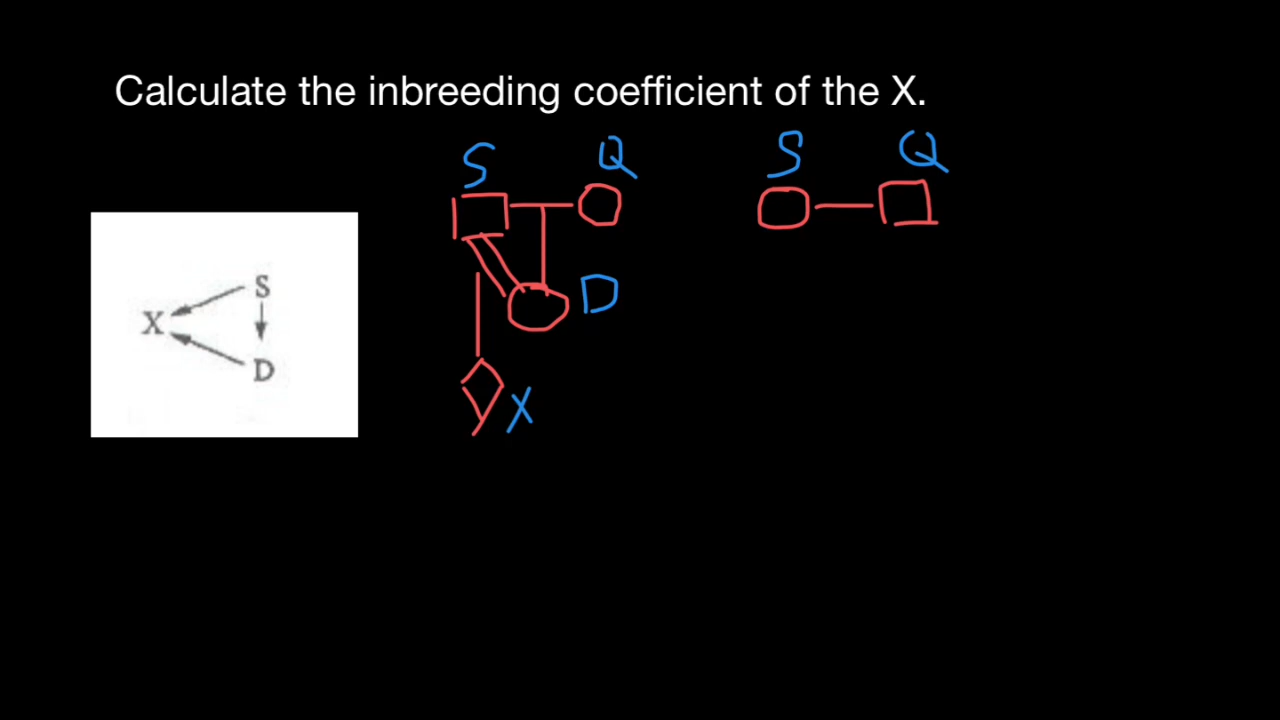 Calculate the inbreeding coefficient of the X.
S Q S Q
S
X
D
D
X